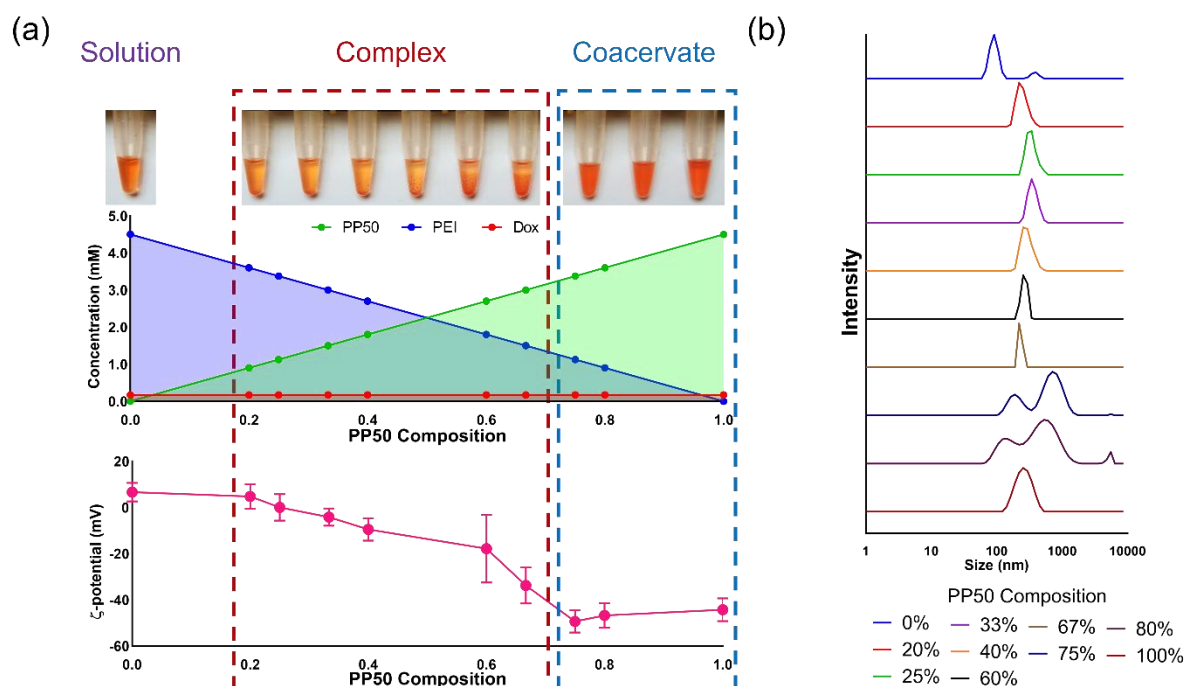 (a)
Solution
Complex
Coacervate
Concentration (mM)
5.0
4.0
3.0
2.0
1.0
0.0
PP50
PEI
Dox
0.0
0.2
0.4
0.6
0.8
1.0
PP50 Composition
ζ-potential (mV)
20
0
-20
-40
-60
0.0
0.2
0.4
0.6
0.8
1.0
PP50 Composition
(b)
Intensity
1
10
100
1000
10000
Size (nm)
PP50 Composition
0%
33%
67%
80%
20%
40%
75%
100%
25%
60%